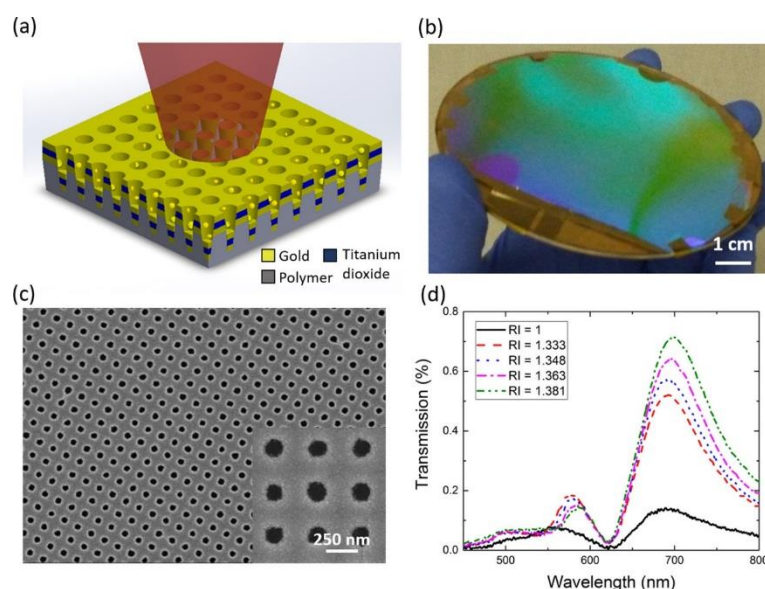 (a)
Gold
Titanium dioxide
Polymer
(b)
1 cm
(c)
250 nm
(d)
Transmission (%)
0.8
0.6
0.4
0.2
0.0
RI = 1
RI = 1.333
RI = 1.348
RI = 1.363
RI = 1.381
500
600
700
800
Wavelength (nm)